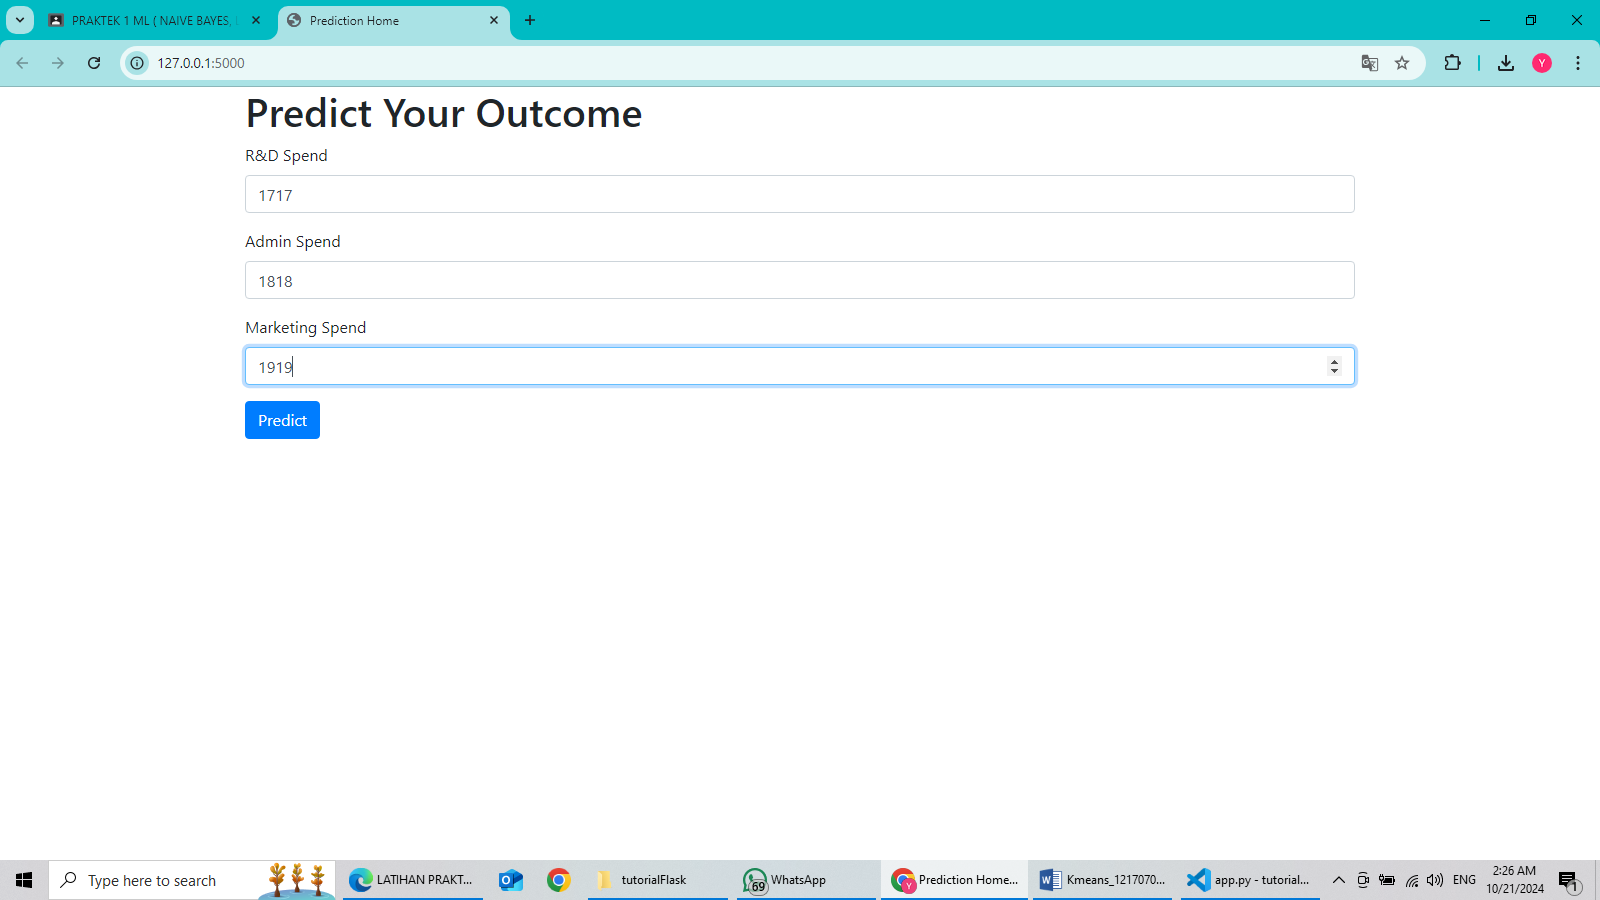 PRAKTEK 1 ML ( NAIVE BAYES,
Prediction Home
127.0.0.1:5000
Y
Predict Your Outcome
R&D Spend
1717
Admin Spend
1818
Marketing Spend
1919
Predict
Type here to search
LATIHAN PRAKT...
tutorialFlask
69
WhatsApp
Y
Prediction Home...
Kmeans_1217070...
app.py - tutorial...
ENG
2:26 AM
10/21/2024
1